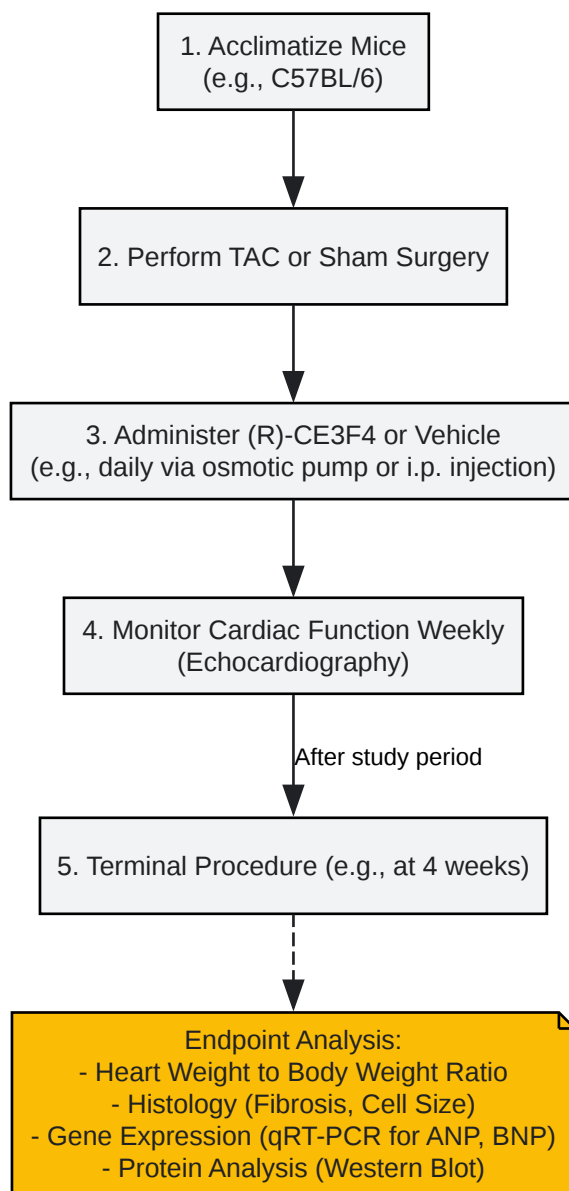 1. Acclimatize Mice
(e.g., C57BL/6)
2. Perform TAC or Sham Surgery
3. Administer (R)-CE3F4 or Vehicle
(e.g., daily via osmotic pump or i.p. injection)
4. Monitor Cardiac Function Weekly
(Echocardiography)
After study period
5. Terminal Procedure (e.g., at 4 weeks)
Endpoint Analysis:
- Heart Weight to Body Weight Ratio
- Histology (Fibrosis, Cell Size)
- Gene Expression (qRT-PCR for ANP, BNP)
- Protein Analysis (Western Blot)